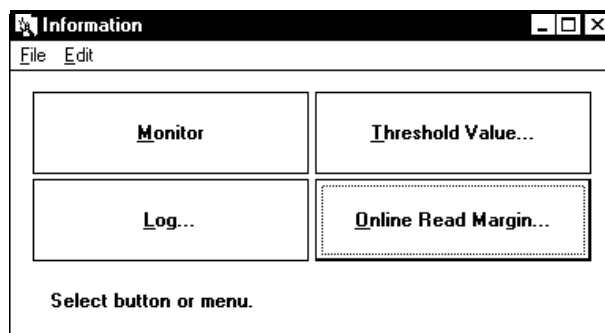 Information
File Edit
Monitor Threshold Value...
Log... Online Read Margin...
Select button or menu.